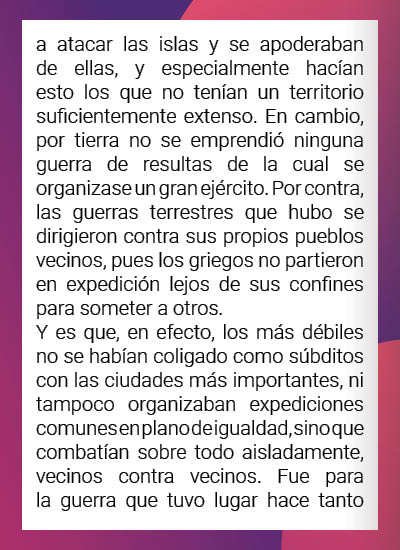 a atacar las islas y se apoderaban
de ellas, y especialmente hacían
esto los que no tenían un territorio
suficientemente extenso. En cambio,
por tierra no se emprendió ninguna
guerra de resultas de la cual se
organizase un gran ejército. Por contra,
las guerras terrestres que hubo se
dirigieron contra sus propios pueblos
vecinos, pues los griegos no partieron
en expedición lejos de sus confines
para someter a otros.
Y es que, en efecto, los más débiles
no se habían coligado como súbditos
con las ciudades más importantes, ni
tampoco organizaban expediciones
comunes en plano de igualdad, sino que
combatían sobre todo aisladamente,
vecinos contra vecinos. Fue para
la guerra que tuvo lugar hace tanto